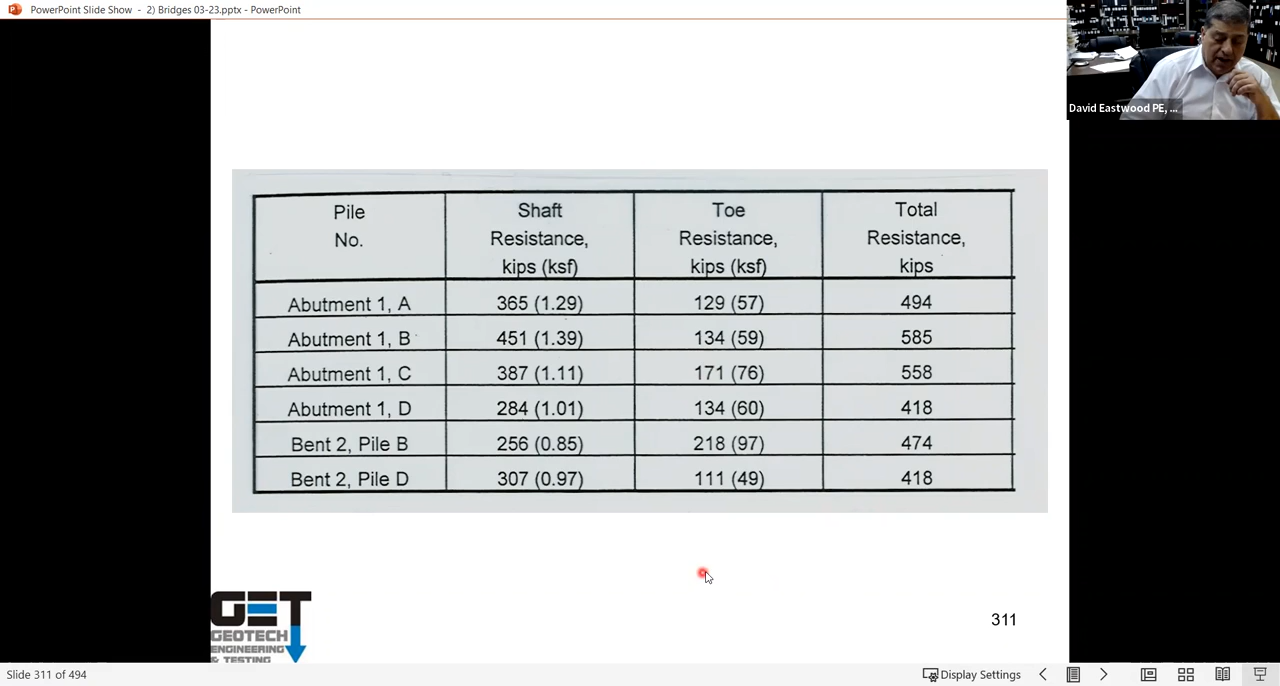 PowerPoint Slide Show - 2) Bridges 03-23.pptx - PowerPoint
David Eastwood PE, ...
Pile No. Shaft Resistance, kips (ksf) Toe Resistance, kips (ksf) Total Resistance, kips
Abutment 1, A 365 (1.29) 129 (57) 494
Abutment 1, B 451 (1.39) 134 (59) 585
Abutment 1, C 387 (1.11) 171 (76) 558
Abutment 1, D 284 (1.01) 134 (60) 418
Bent 2, Pile B 256 (0.85) 218 (97) 474
Bent 2, Pile D 307 (0.97) 111 (49) 418
GET
GEOTECH
ENGINEERING
& TESTING
311
Slide 311 of 494
Display Settings